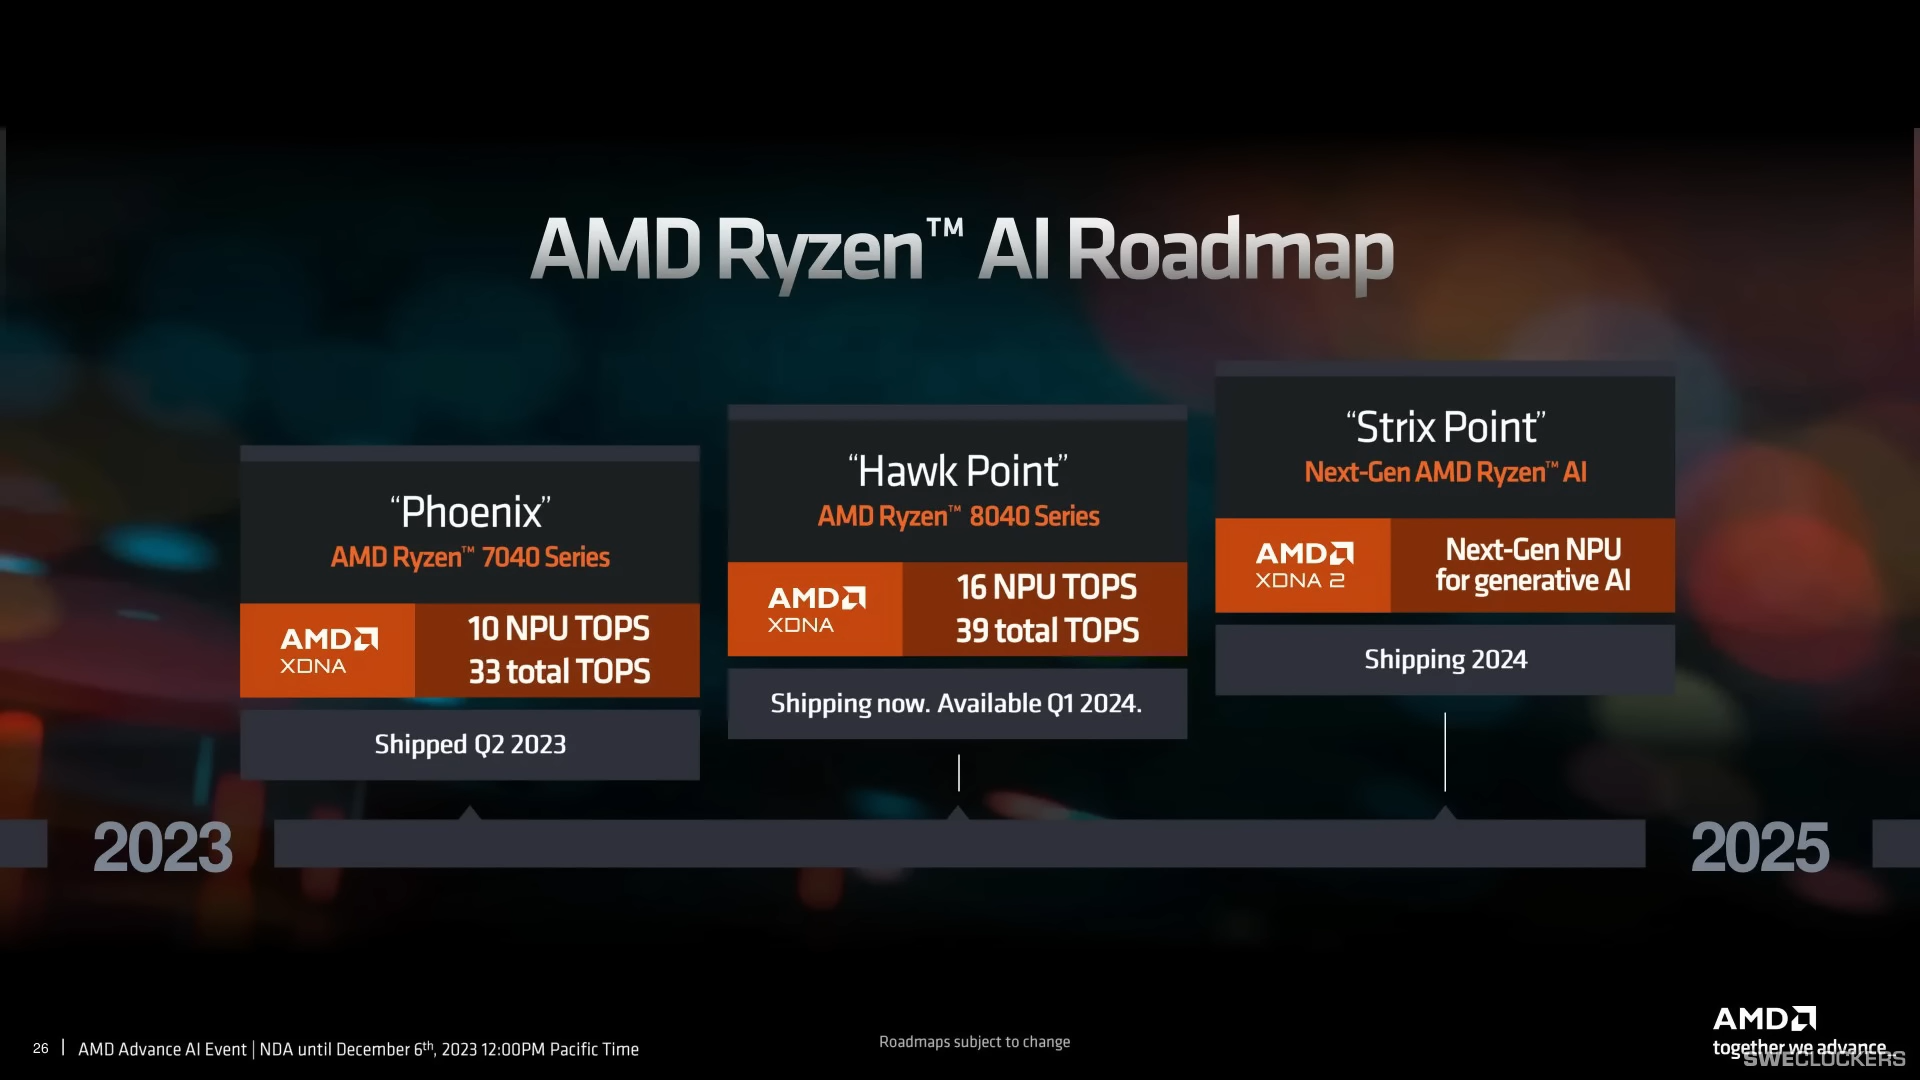 AMD Ryzen™ AI Roadmap
“Phoenix”
AMD Ryzen™ 7040 Series
AMD
XDNA
10 NPU TOPS
33 total TOPS
Shipped Q2 2023
“Hawk Point”
AMD Ryzen™ 8040 Series
AMD
XDNA
16 NPU TOPS
39 total TOPS
Shipping now. Available Q1 2024.
“Strix Point”
Next-Gen AMD Ryzen™ AI
AMD
XDNA 2
Next-Gen NPU
for generative AI
Shipping 2024
2023
2025
26 | AMD Advance AI Event | NDA until December 6th, 2023 12:00PM Pacific Time
Roadmaps subject to change
AMD
together we advance_
SWECLOCKERS